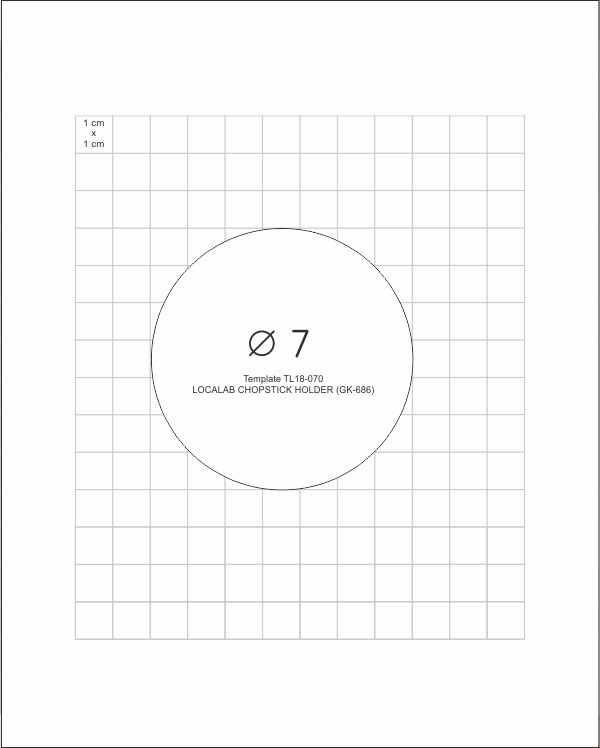 1 cm
x
1 cm
Ø 7
Template TL18-070
LOCALAB CHOPSTICK HOLDER (GK-686)